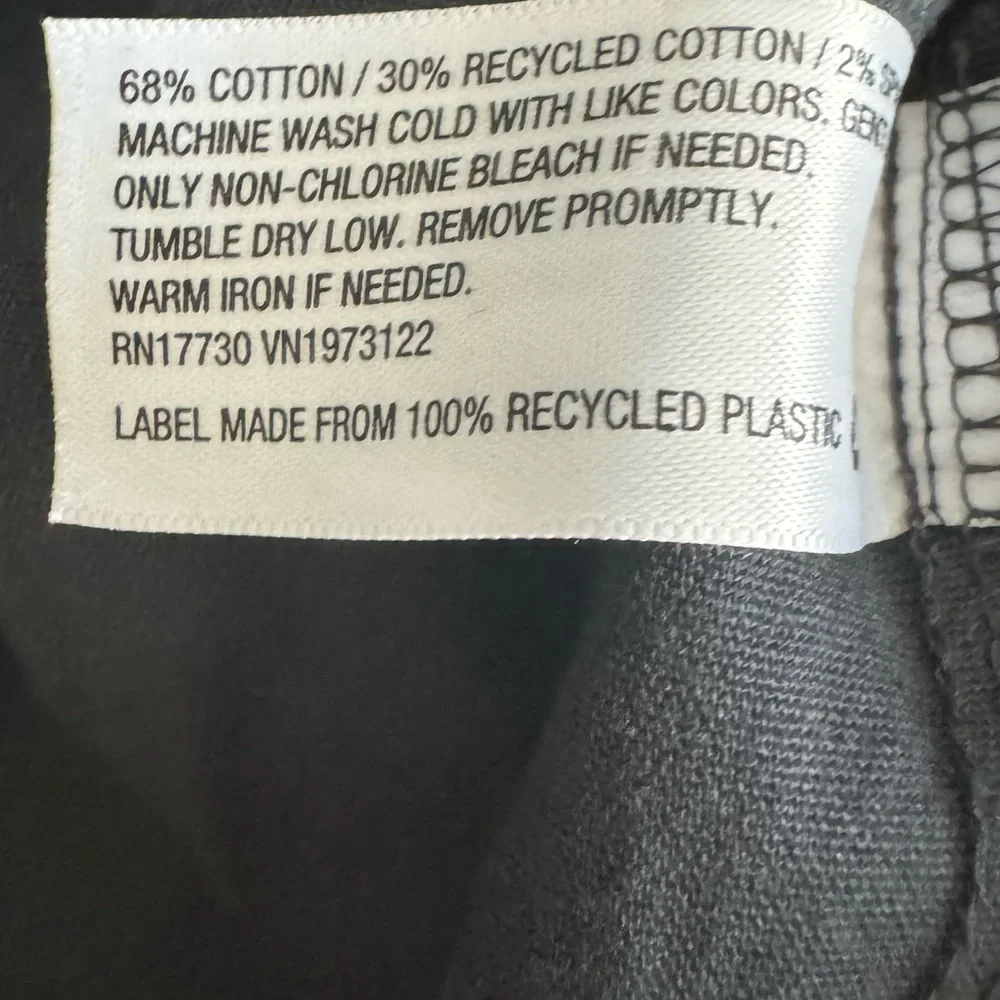 68% COTTON / 30% RECYCLED COTTON / 2%
MACHINE WASH COLD WITH LIKE COLORS.
ONLY NON-CHLORINE BLEACH IF NEEDED.
TUMBLE DRY LOW. REMOVE PROMPTLY.
WARM IRON IF NEEDED.
RN17730 VN1973122
LABEL MADE FROM 100% RECYCLED PLASTIC